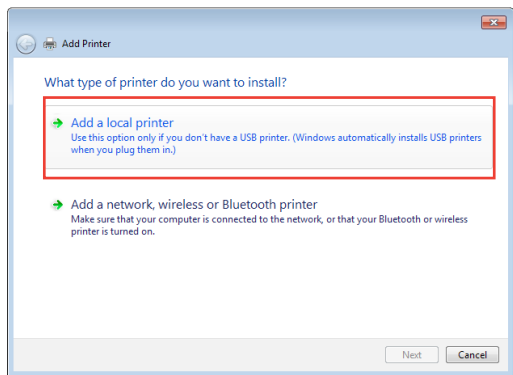 Add Printer
What type of printer do you want to install?
Add a local printer
Use this option only if you don't have a USB printer. (Windows automatically installs USB printers
when you plug them in.)
Add a network, wireless or Bluetooth printer
Make sure that your computer is connected to the network, or that your Bluetooth or wireless
printer is turned on.
Next Cancel